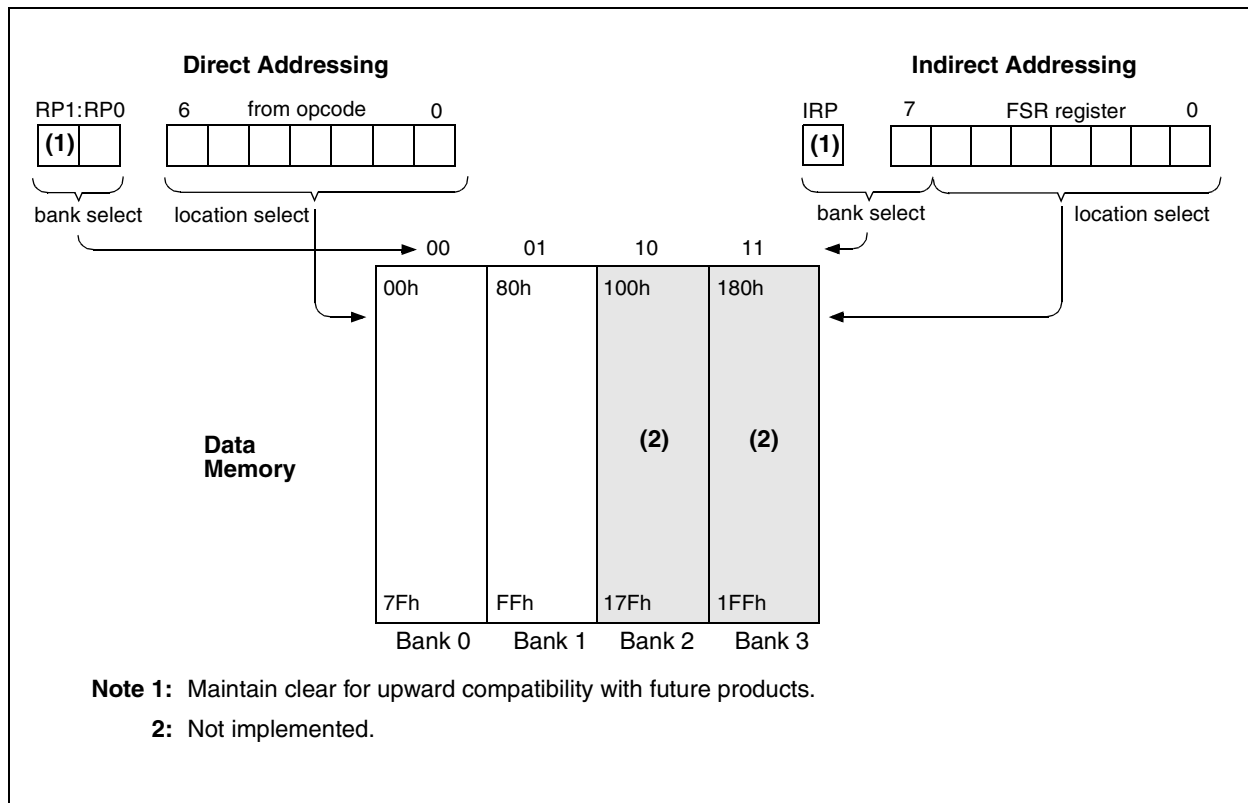 Direct Addressing
Indirect Addressing
RP1:RP0 6 from opcode 0
IRP 7 FSR register 0
(1)
(1)
bank select location select
bank select location select
00 01 10 11
00h 80h 100h 180h
Data
Memory
(2) (2)
7Fh FFh 17Fh 1FFh
Bank 0 Bank 1 Bank 2 Bank 3
Note 1: Maintain clear for upward compatibility with future products.
2: Not implemented.